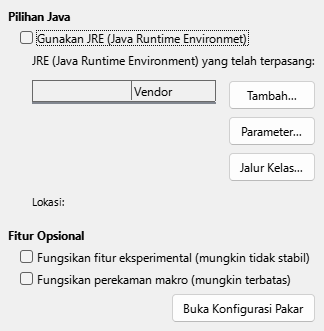 Pilihan Java
Gunakan JRE (Java Runtime Environmet)
JRE (Java Runtime Environment) yang telah terpasang:
Vendor
Tambah...
Parameter...
Jalur Kelas...
Lokasi:
Fitur Opsional
Fungsikan fitur eksperimental (mungkin tidak stabil)
Fungsikan perekaman makro (mungkin terbatas)
Buka Konfigurasi Pakar